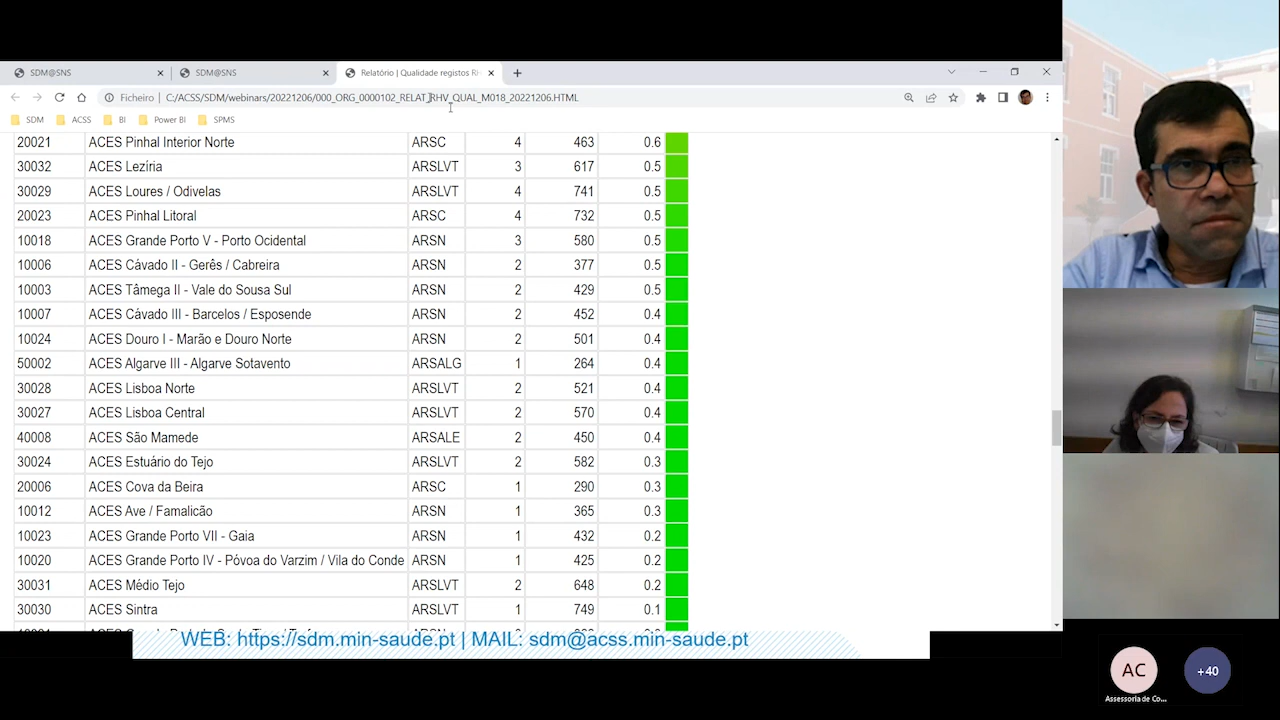 SDM@SNS
SDM@SNS
Relatório | Qualidade registos RH
Ficheiro | C:/ACSS/SDM/webinars/20221206/000_ORG_0000102_RELAT_RHV_QUAL_M018_20221206.HTML
SDM ACSS BI Power BI SPMS
20021 ACES Pinhal Interior Norte ARSC 4 463 0.6
30032 ACES Lezíria ARSLVT 3 617 0.5
30029 ACES Loures / Odivelas ARSLVT 4 741 0.5
20023 ACES Pinhal Litoral ARSC 4 732 0.5
10018 ACES Grande Porto V - Porto Ocidental ARSN 3 580 0.5
10006 ACES Cávado II - Gerês / Cabreira ARSN 2 377 0.5
10003 ACES Tâmega II - Vale do Sousa Sul ARSN 2 429 0.5
10007 ACES Cávado III - Barcelos / Esposende ARSN 2 452 0.4
10024 ACES Douro I - Marão e Douro Norte ARSN 2 501 0.4
50002 ACES Algarve III - Algarve Sotavento ARSALG 1 264 0.4
30028 ACES Lisboa Norte ARSLVT 2 521 0.4
30027 ACES Lisboa Central ARSLVT 2 570 0.4
40008 ACES São Mamede ARSALE 2 450 0.4
30024 ACES Estuário do Tejo ARSLVT 2 582 0.3
20006 ACES Cova da Beira ARSC 1 290 0.3
10012 ACES Ave / Famalicão ARSN 1 365 0.3
10023 ACES Grande Porto VII - Gaia ARSN 1 432 0.2
10020 ACES Grande Porto IV - Póvoa do Varzim / Vila do Conde ARSN 1 425 0.2
30031 ACES Médio Tejo ARSLVT 2 648 0.2
30030 ACES Sintra ARSLVT 1 749 0.1
WEB: https://sdm.min-saude.pt | MAIL: sdm@acss.min-saude.pt
AC
+40
Assessoria de Co...